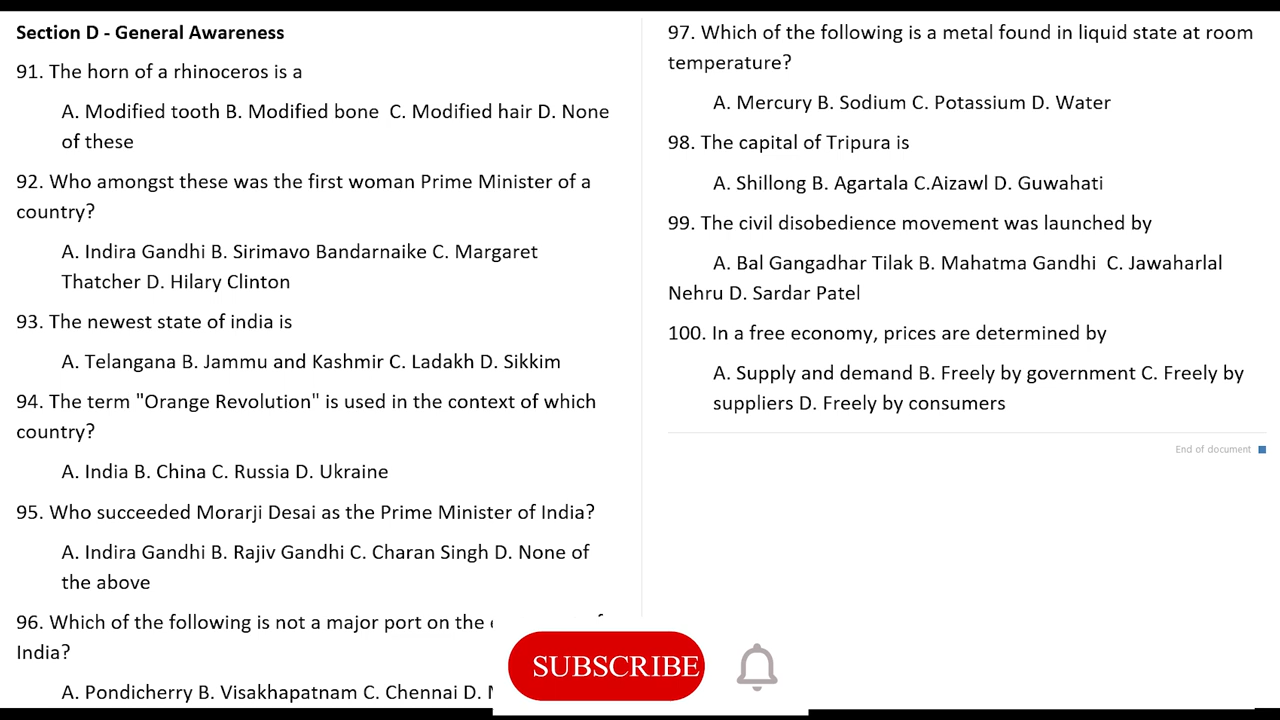 Section D - General Awareness
91. The horn of a rhinoceros is a
A. Modified tooth B. Modified bone C. Modified hair D. None
of these
92. Who amongst these was the first woman Prime Minister of a
country?
A. Indira Gandhi B. Sirimavo Bandarnaike C. Margaret
Thatcher D. Hilary Clinton
93. The newest state of india is
A. Telangana B. Jammu and Kashmir C. Ladakh D. Sikkim
94. The term "Orange Revolution" is used in the context of which
country?
A. India B. China C. Russia D. Ukraine
95. Who succeeded Morarji Desai as the Prime Minister of India?
A. Indira Gandhi B. Rajiv Gandhi C. Charan Singh D. None of
the above
96. Which of the following is not a major port on the
India?
A. Pondicherry B. Visakhapatnam C. Chennai D.
97. Which of the following is a metal found in liquid state at room
temperature?
A. Mercury B. Sodium C. Potassium D. Water
98. The capital of Tripura is
A. Shillong B. Agartala C.Aizawl D. Guwahati
99. The civil disobedience movement was launched by
A. Bal Gangadhar Tilak B. Mahatma Gandhi C. Jawaharlal
Nehru D. Sardar Patel
100. In a free economy, prices are determined by
A. Supply and demand B. Freely by government C. Freely by
suppliers D. Freely by consumers
End of document
SUBSCRIBE